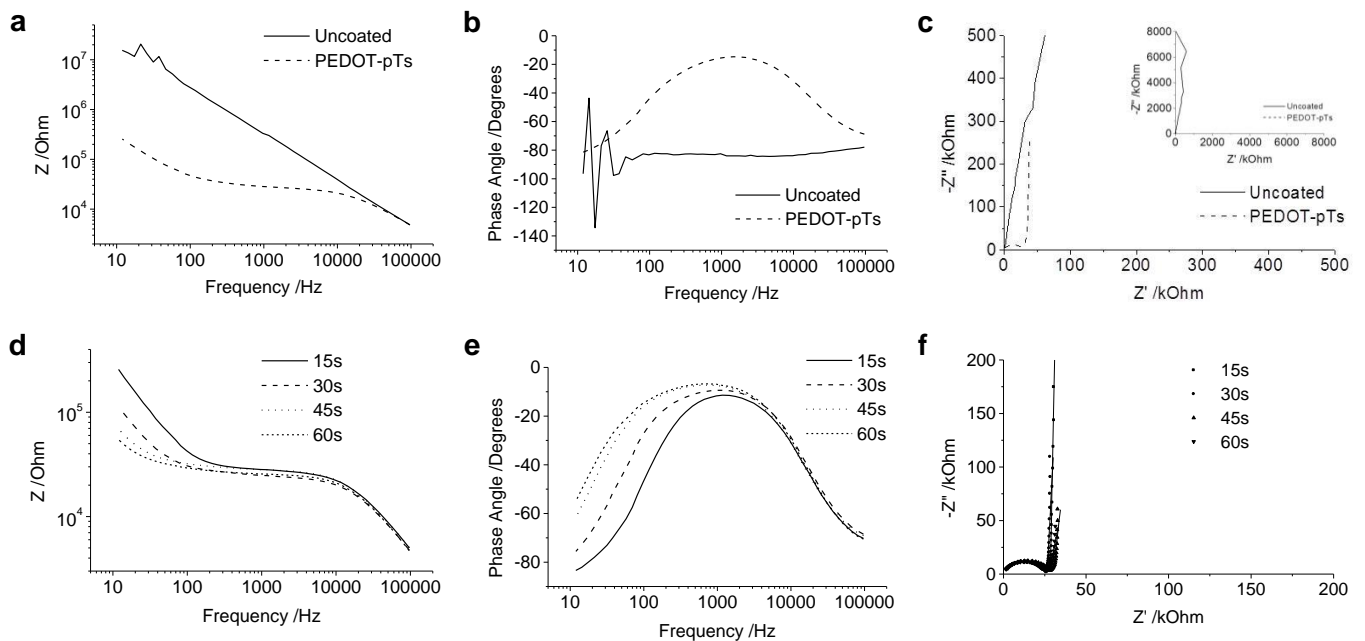 a
Uncoated
PEDOT-pTs
10^7
10^6
10^5
10^4
Z /Ohm
10 100 1000 10000 100000
Frequency /Hz
b
0
-20
-40
-60
-80
-100
-120
-140
Phase Angle /Degrees
Uncoated
PEDOT-pTs
10 100 1000 10000 100000
Frequency /Hz
c
500
400
300
200
100
0
-Z'' /kOhm
8000
6000
4000
2000
0
-Z'' /kOhm
Uncoated
PEDOT-pTs
0 2000 4000 6000 8000
Z' /kOhm
Uncoated
PEDOT-pTs
0 100 200 300 400 500
Z' /kOhm
d
15s
30s
45s
60s
10^5
10^4
Z /Ohm
10 100 1000 10000 100000
Frequency /Hz
e
15s
30s
45s
60s
0
-20
-40
-60
-80
Phase Angle /Degrees
10 100 1000 10000 100000
Frequency /Hz
f
200
150
100
50
0
-Z'' /kOhm
15s
30s
45s
60s
0 50 100 150 200
Z' /kOhm